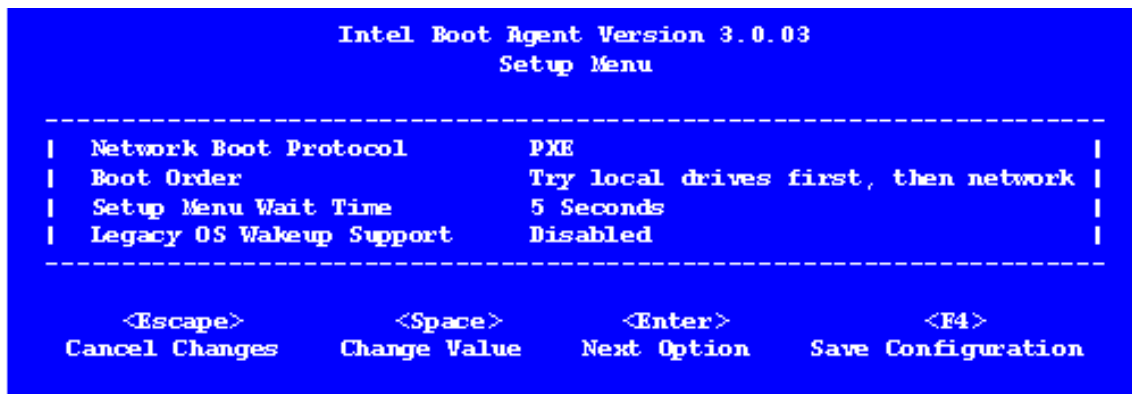 Intel Boot Agent Version 3.0.03
Setup Menu
| Network Boot Protocol PXE |
| Boot Order Try local drives first, then network |
| Setup Menu Wait Time 5 Seconds |
| Legacy OS Wakeup Support Disabled |
<Escape> <Space> <Enter> <F4>
Cancel Changes Change Value Next Option Save Configuration